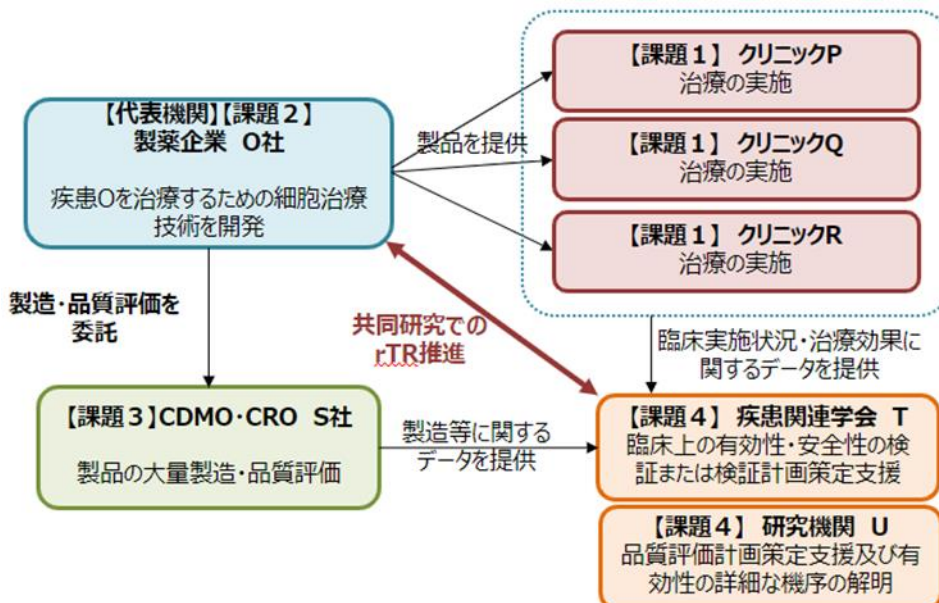 【代表機関】【課題２】
製薬企業 O社
疾患Oを治療するための細胞治療
技術を開発
製品を提供
【課題１】 クリニックP
治療の実施
【課題１】 クリニックQ
治療の実施
【課題１】 クリニックR
治療の実施
製造・品質評価を
委託
共同研究での
rTR推進
臨床実施状況・治療効果に
関するデータを提供
【課題３】CDMO・CRO S社
製品の大量製造・品質評価
製造等に関する
データを提供
【課題４】 疾患関連学会 T
臨床上の有効性・安全性の検
証または検証計画策定支援
【課題４】 研究機関 U
品質評価計画策定支援及び有
効性の詳細な機序の解明